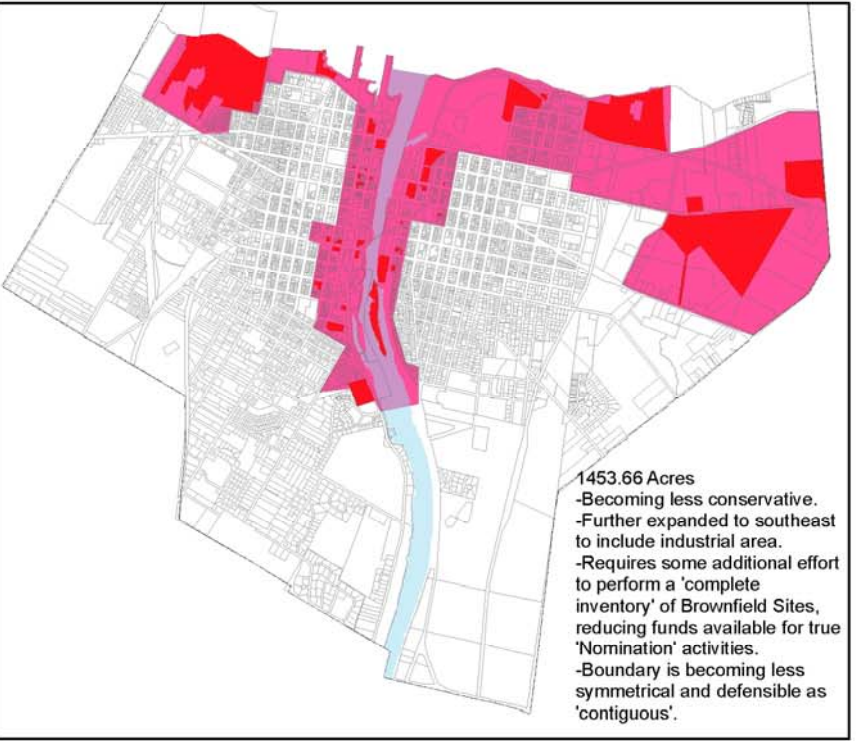 1453.66 Acres
-Becoming less conservative.
-Further expanded to southeast
to include industrial area.
-Requires some additional effort
to perform a 'complete
inventory' of Brownfield Sites,
reducing funds available for true
'Nomination' activities.
-Boundary is becoming less
symmetrical and defensible as
'contiguous'.